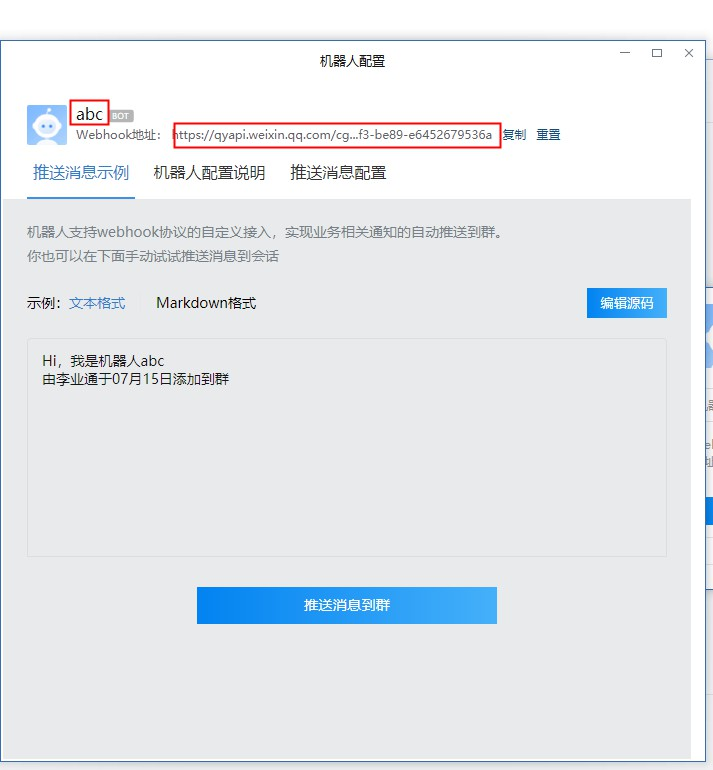 机器人配置
abc BOT
Webhook地址： https://qyapi.weixin.qq.com/cg...f3-be89-e6452679536a 复制 重置
推送消息示例 机器人配置说明 推送消息配置
机器人支持webhook协议的自定义接入，实现业务相关通知的自动推送到群。
你也可以在下面手动试试推送消息到会话
示例： 文本格式 Markdown格式 编辑源码
Hi，我是机器人abc
由李业通于07月15日添加到群
推送消息到群